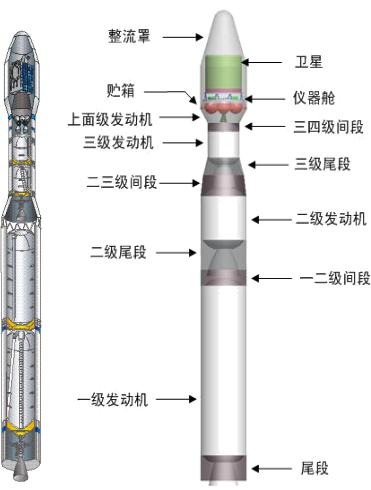 整流罩
卫星
贮箱
仪器舱
上面级发动机
三四级间段
三级发动机
三级尾段
二三级间段
二级发动机
二级尾段
一二级间段
一级发动机
尾段